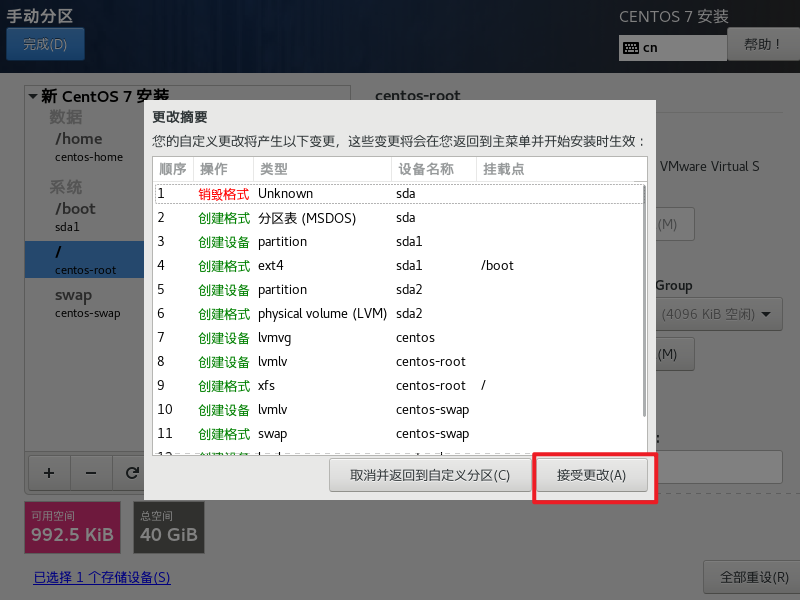 手动分区
CENTOS 7 安装
完成(D)
cn
帮助！
新 CentOS 7 安装
centos-root
数据
/home
centos-home
系统
/boot
sda1
/
centos-root
swap
centos-swap
更改摘要
您的自定义更改将产生以下变更，这些变更将会在您返回到主菜单并开始安装时生效：
顺序 操作 类型 设备名称 挂载点
1 销毁格式 Unknown sda
2 创建格式 分区表 (MSDOS) sda
3 创建设备 partition sda1
4 创建格式 ext4 sda1 /boot
5 创建设备 partition sda2
6 创建格式 physical volume (LVM) sda2
7 创建设备 lvmvg centos
8 创建设备 lvmlv centos-root
9 创建格式 xfs centos-root /
10 创建设备 lvmlv centos-swap
11 创建格式 swap centos-swap
VMware Virtual S
(M)
Group
(4096 KiB 空闲)
(M)
:
取消并返回到自定义分区(C)
接受更改(A)
+ −
可用空间
992.5 KiB
总空间
40 GiB
已选择 1 个存储设备(S)
全部重设(R)